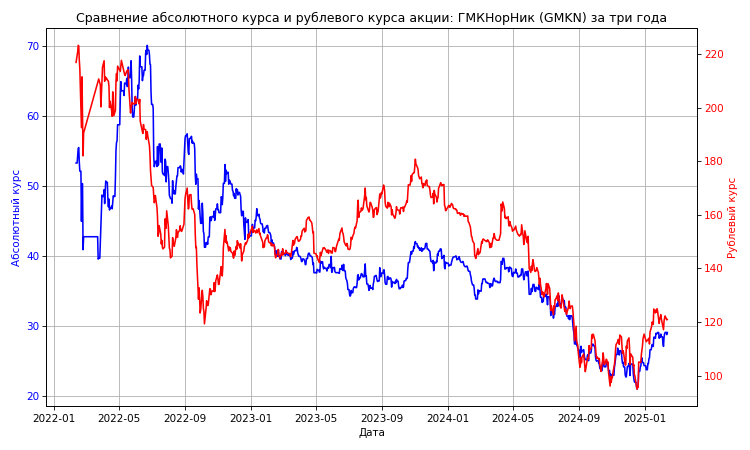 Сравнение абсолютного курса и рублевого курса акции: ГМКНорНик (GMKN) за три года
Абсолютный курс
70
60
50
40
30
20
220
200
180
160
140
120
100
Рублевый курс
2022-01 2022-05 2022-09 2023-01 2023-05 2023-09 2024-01 2024-05 2024-09 2025-01
Дата